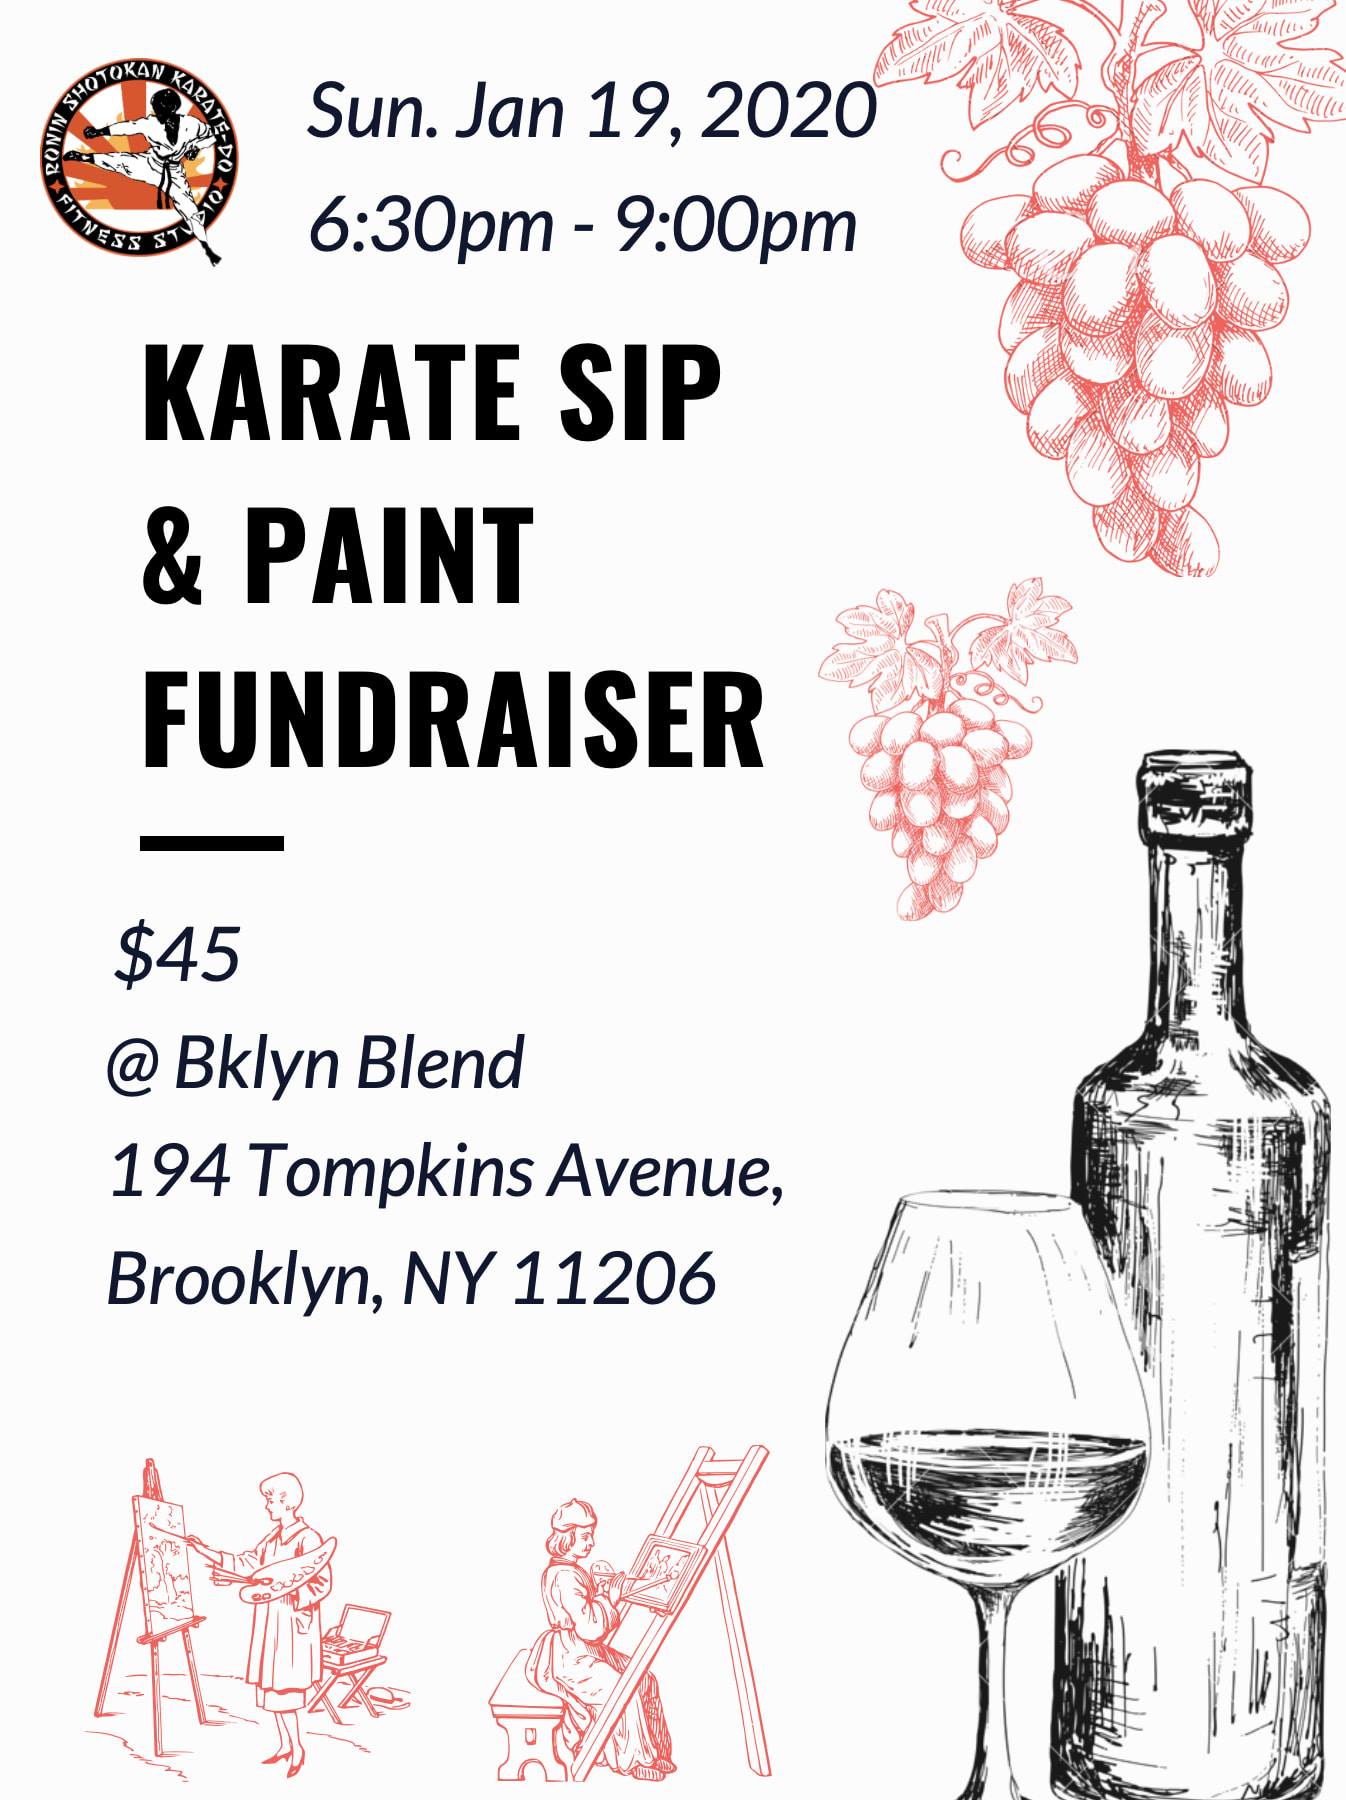 RONIN SHOTOKAN KARATE-DO
FITNESS STUDIO
Sun. Jan 19, 2020
6:30pm - 9:00pm
KARATE SIP
& PAINT
FUNDRAISER
$45
@ Bklyn Blend
194 Tompkins Avenue,
Brooklyn, NY 11206